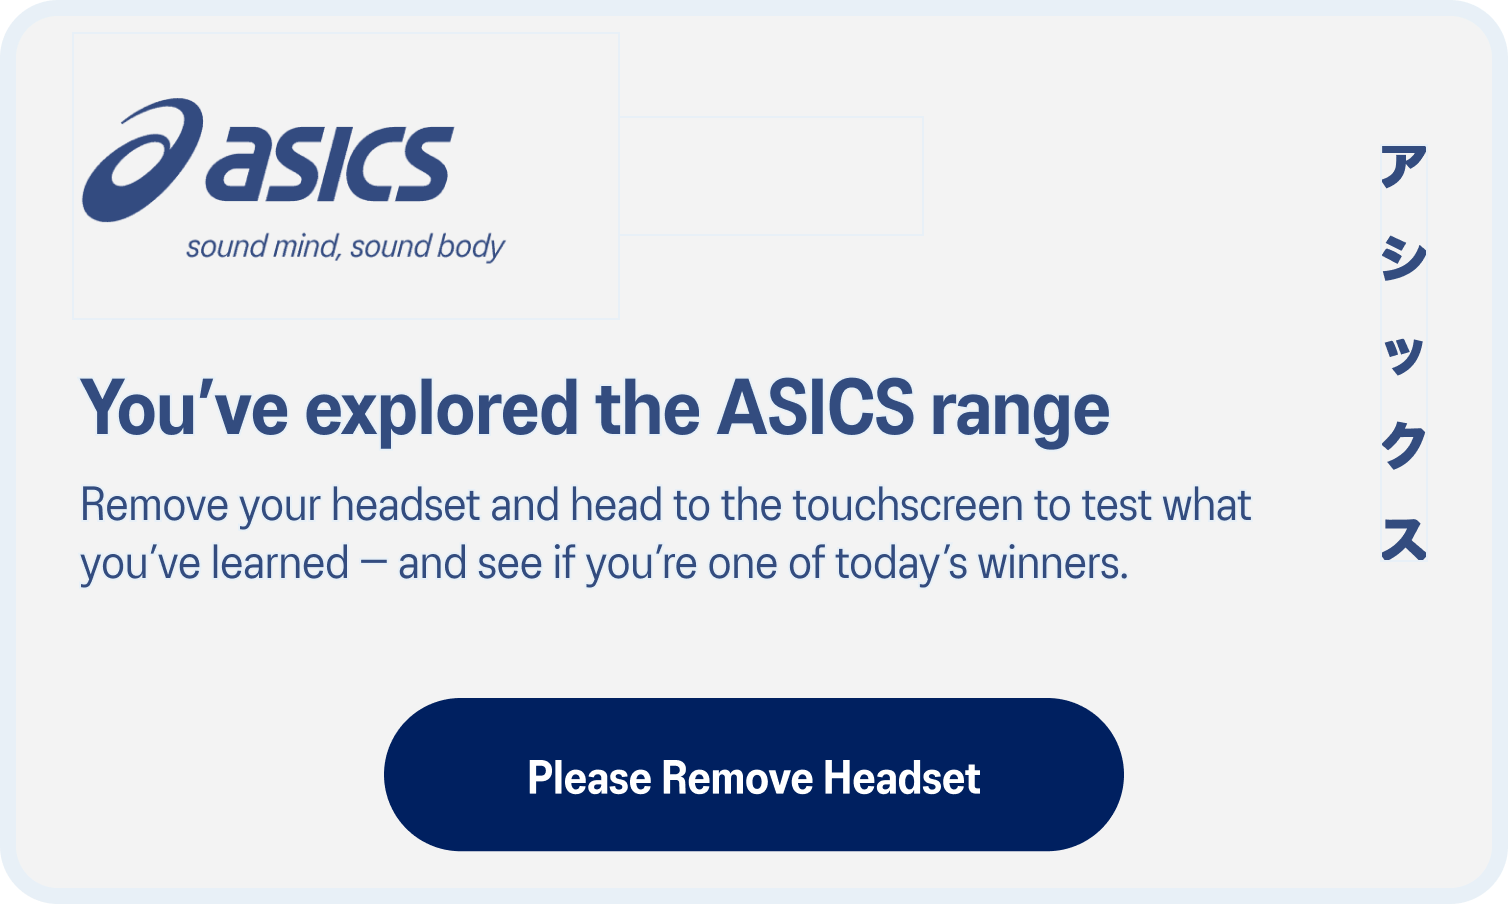 asics
sound mind, sound body
アシックス
You’ve explored the ASICS range
Remove your headset and head to the touchscreen to test what
you’ve learned – and see if you’re one of today’s winners.
Please Remove Headset